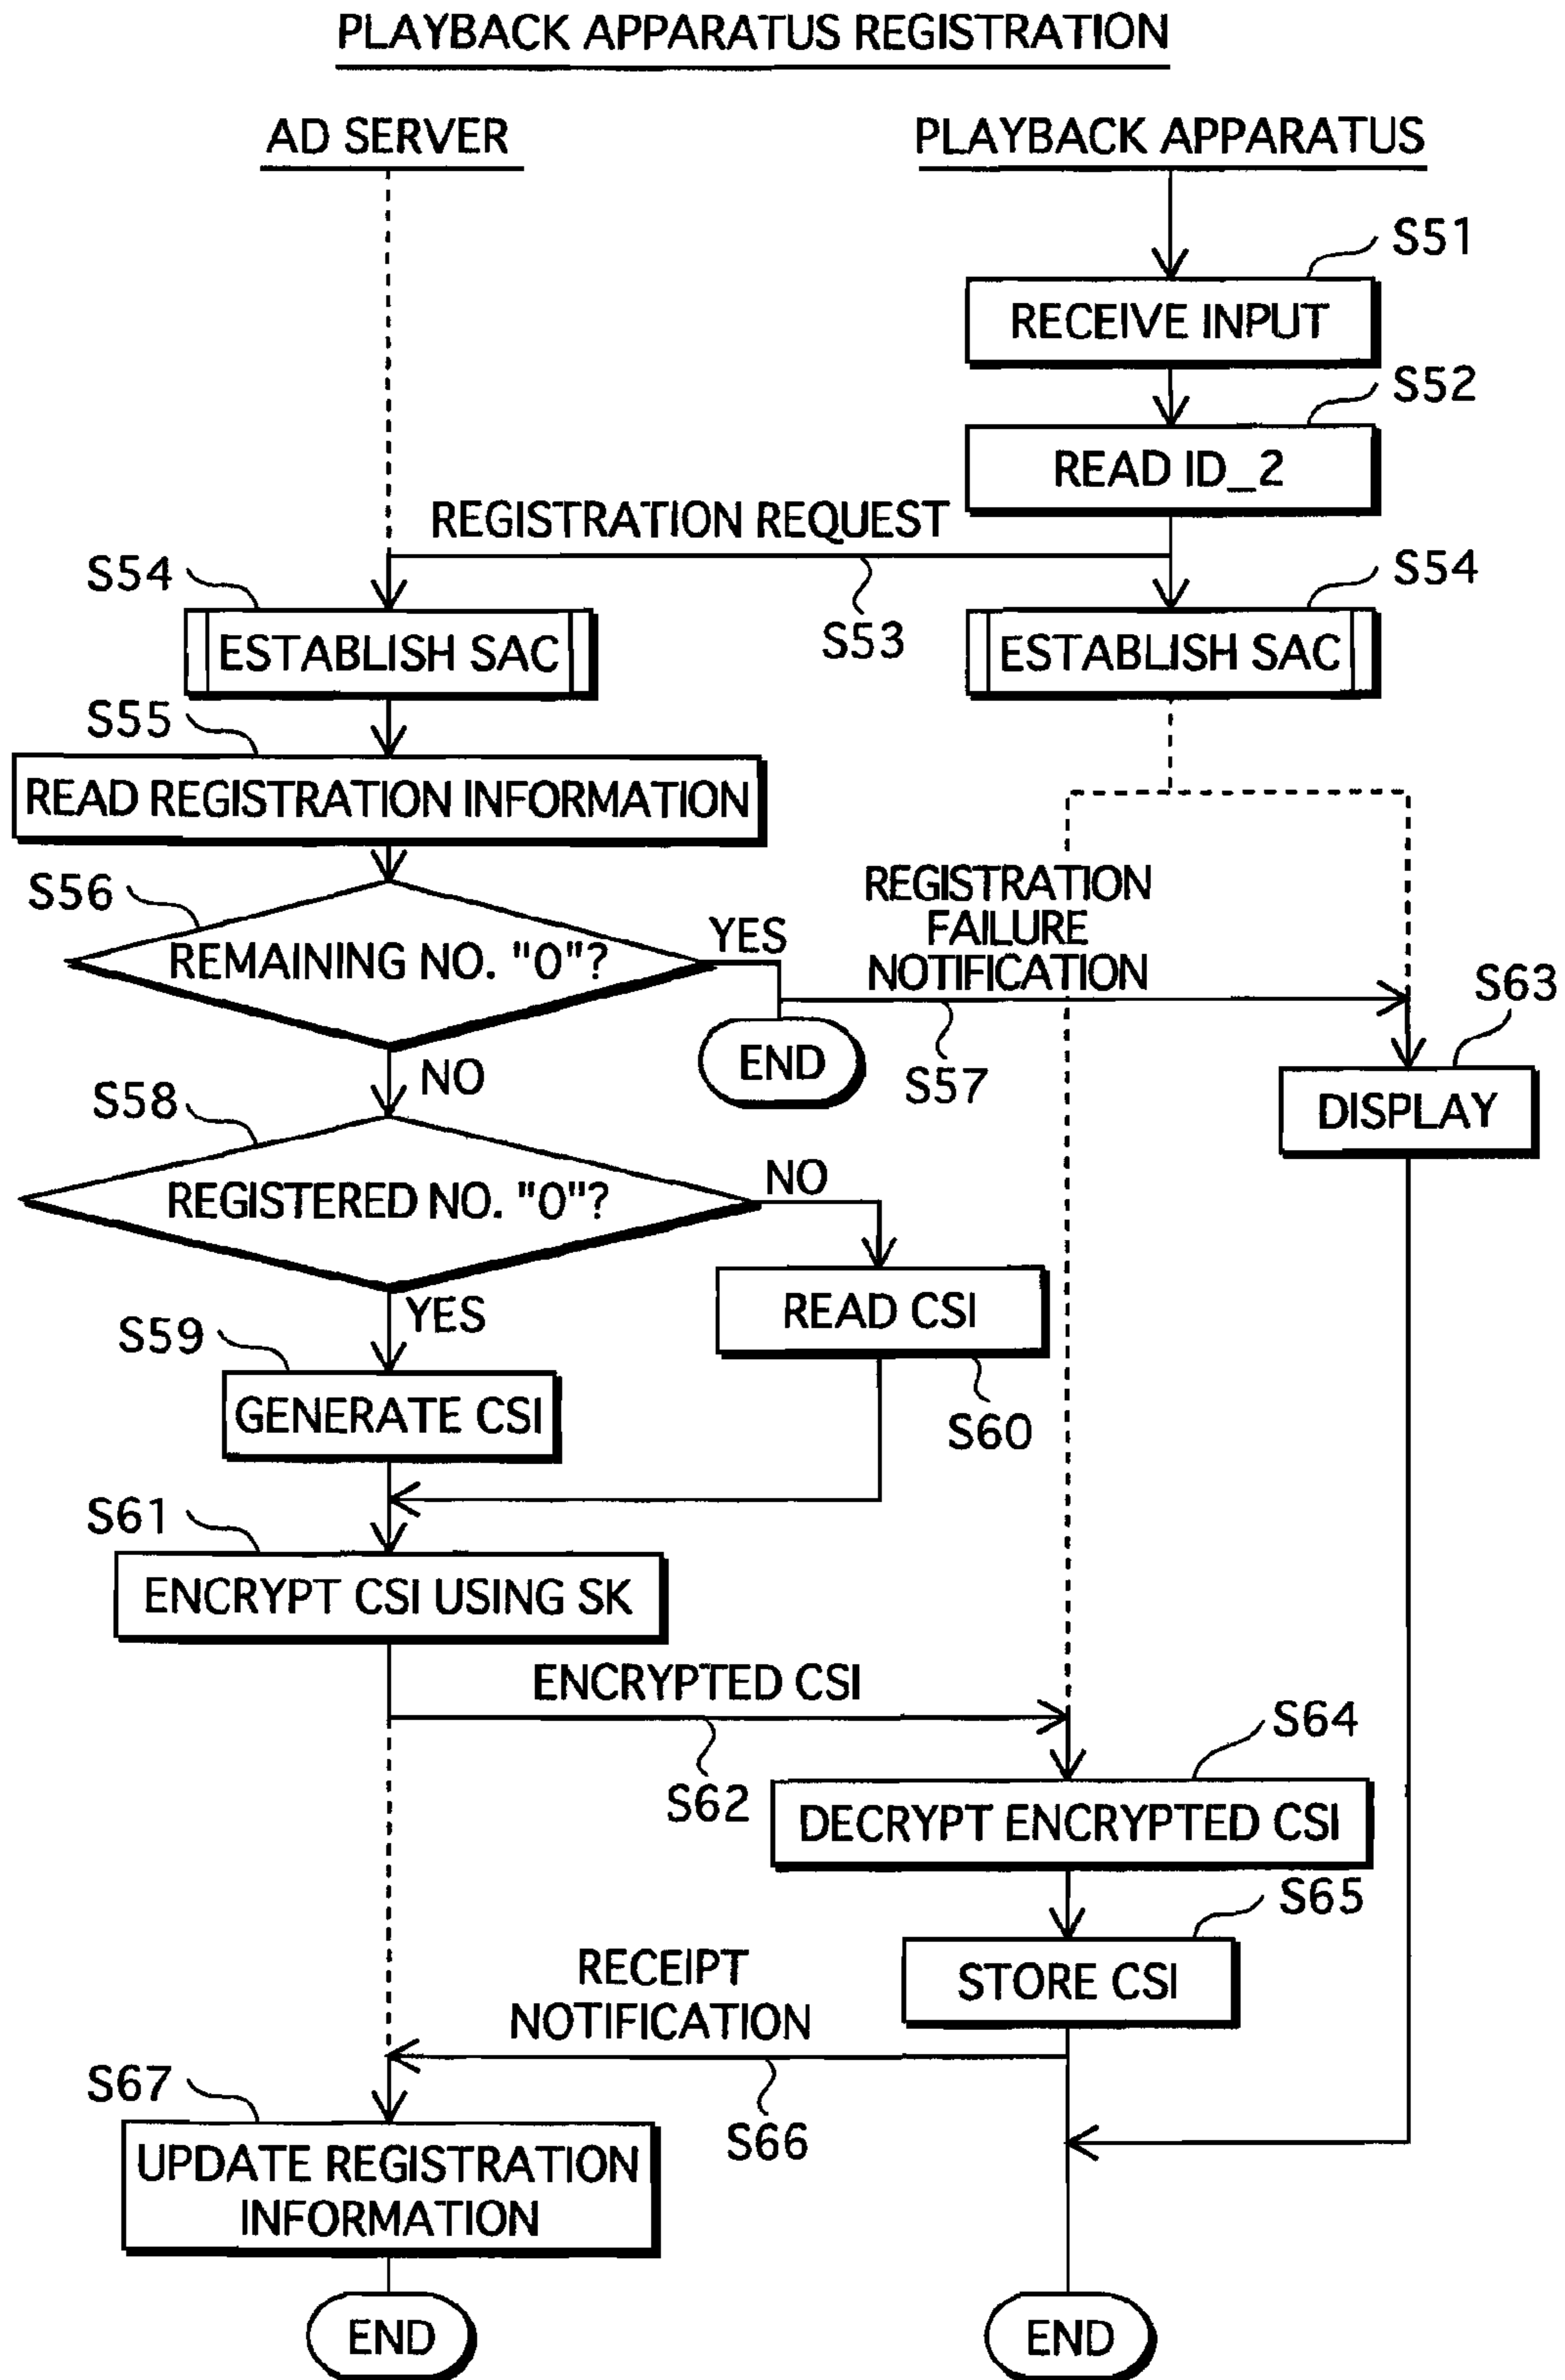 PLAYBACK APPARATUS REGISTRATION
AD SERVER
PLAYBACK APPARATUS
S51
RECEIVE INPUT
S52
READ ID_2
REGISTRATION REQUEST
S53
S54
ESTABLISH SAC
S54
ESTABLISH SAC
S55
READ REGISTRATION INFORMATION
S56
REMAINING NO. "0"?
YES
REGISTRATION
FAILURE
NOTIFICATION
S57
END
S63
DISPLAY
NO
S58
REGISTERED NO. "0"?
NO
READ CSI
S60
YES
S59
GENERATE CSI
S61
ENCRYPT CSI USING SK
ENCRYPTED CSI
S62
S64
DECRYPT ENCRYPTED CSI
S65
STORE CSI
RECEIPT
NOTIFICATION
S66
S67
UPDATE REGISTRATION
INFORMATION
END
END